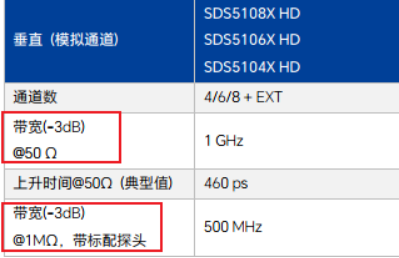 垂直 (模拟通道)
SDS5108X HD
SDS5106X HD
SDS5104X HD
通道数
4/6/8 + EXT
带宽(-3dB)
@50 Ω
1 GHz
上升时间@50Ω (典型值)
460 ps
带宽(-3dB)
@1MΩ，带标配探头
500 MHz